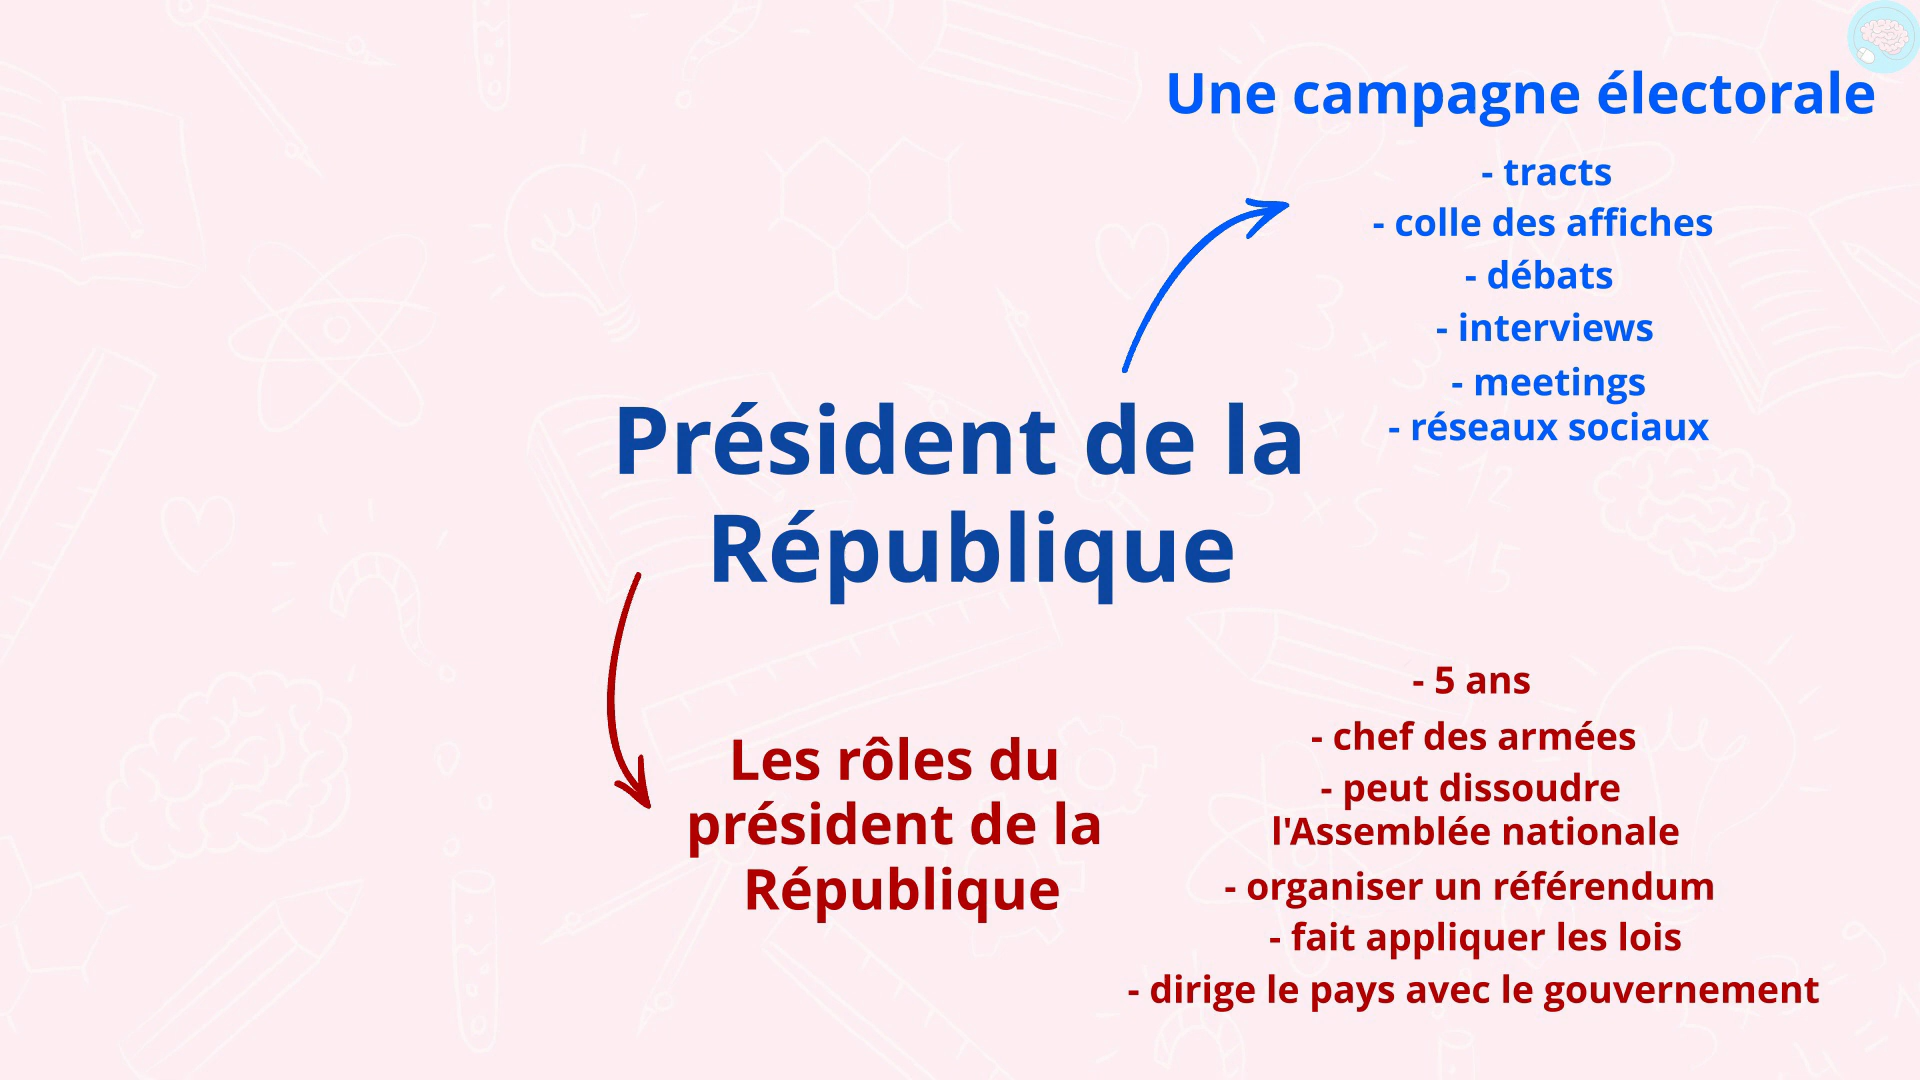 Une campagne électorale
- tracts
- colle des affiches
- débats
- interviews
- meetings
- réseaux sociaux
Président de la
République
Les rôles du
président de la
République
- 5 ans
- chef des armées
- peut dissoudre
l'Assemblée nationale
- organiser un référendum
- fait appliquer les lois
- dirige le pays avec le gouvernement